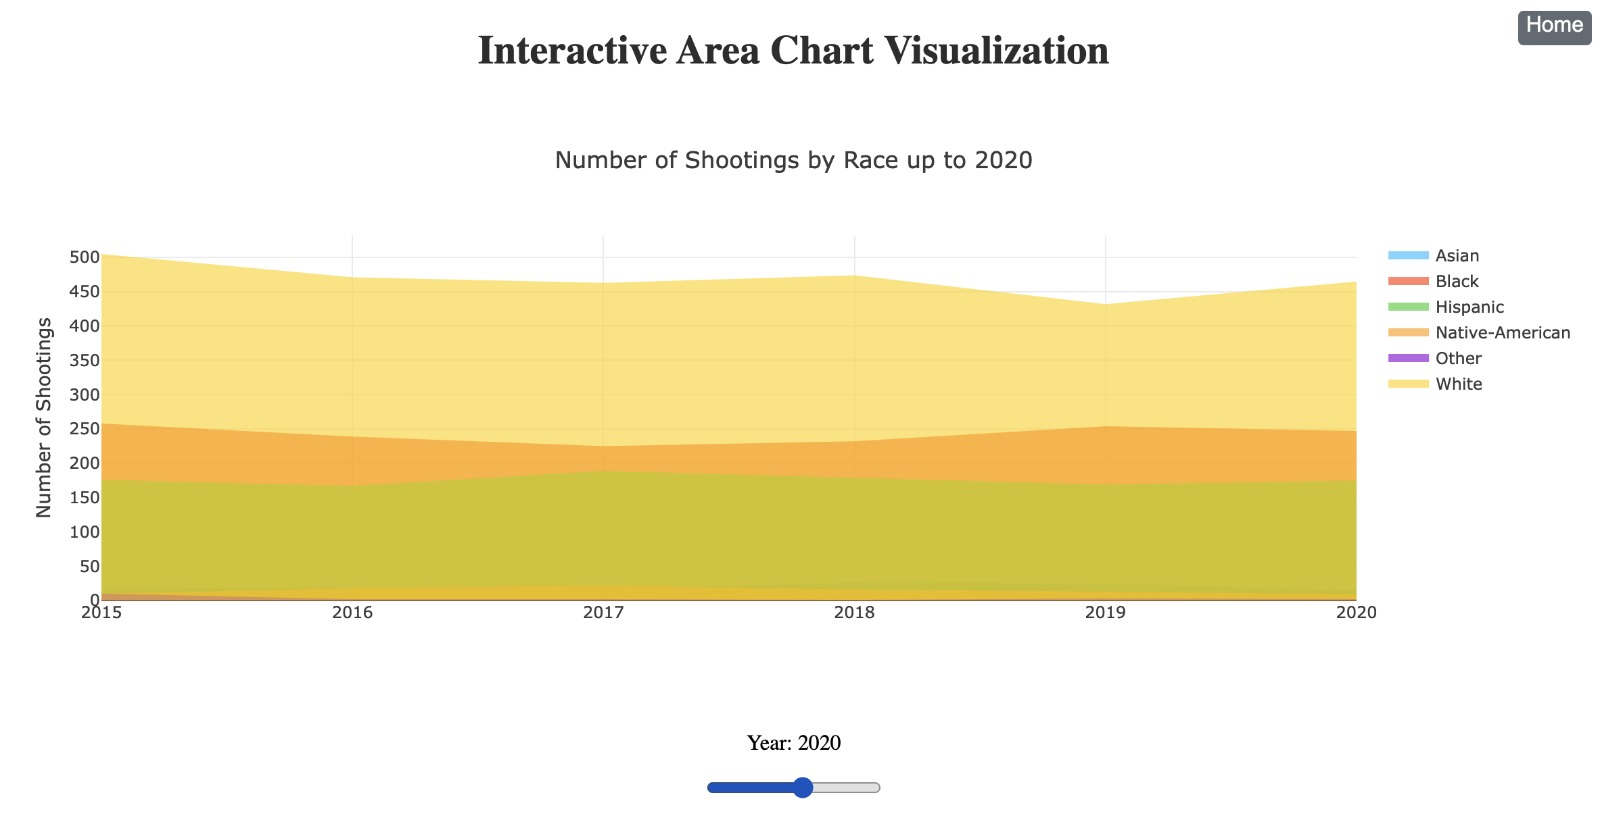 Home
Interactive Area Chart Visualization
Number of Shootings by Race up to 2020
Number of Shootings
500
450
400
350
300
250
200
150
100
50
0
2015 2016 2017 2018 2019 2020
Asian
Black
Hispanic
Native-American
Other
White
Year: 2020